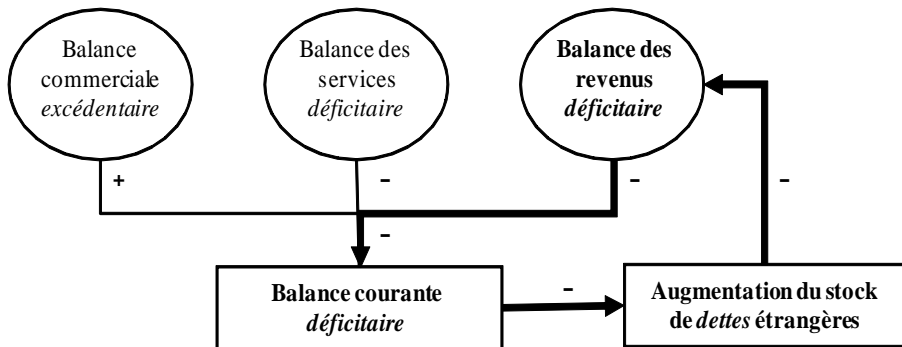 Balance
commerciale
excédentaire
Balance des
services
déficitaire
Balance des
revenus
déficitaire
+
-
-
-
-
-
Balance courante
déficitaire
Augmentation du stock
de dettes étrangères